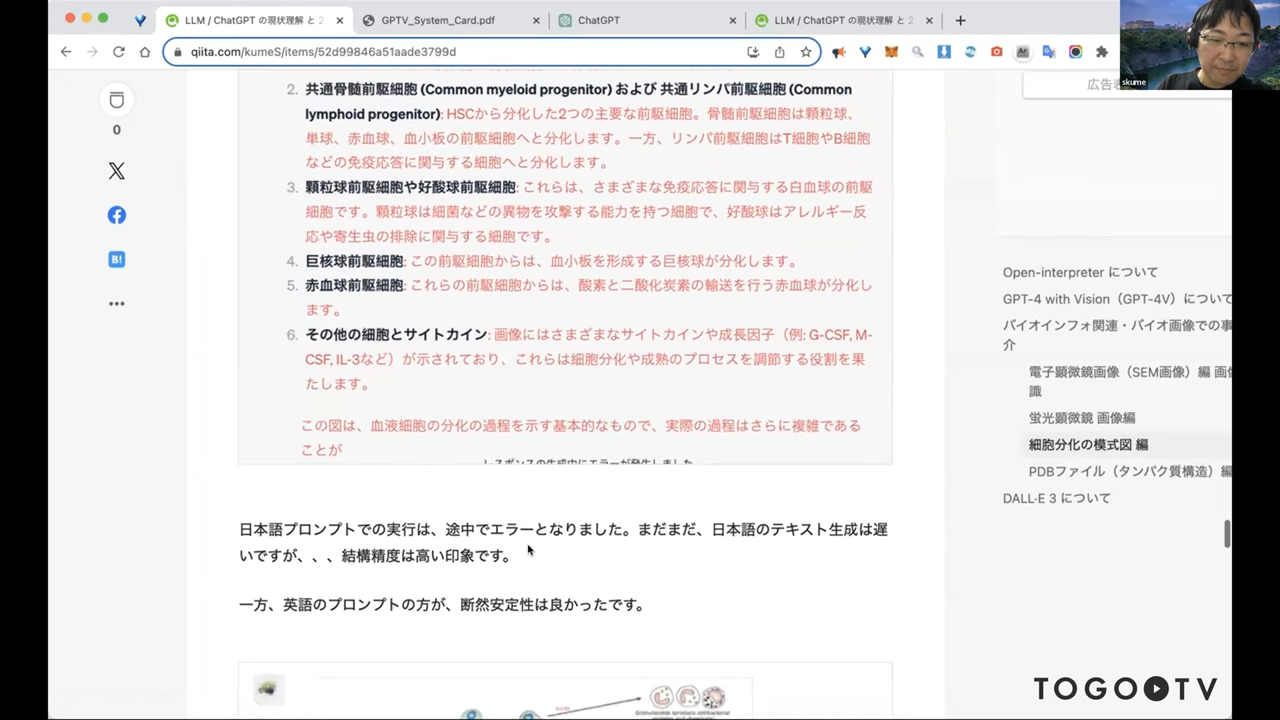 LLM / ChatGPT の現状理解 と 2
GPTV_System_Card.pdf
ChatGPT
LLM / ChatGPT の現状理解 と 2
qiita.com/kumeS/items/52d99846a51aade3799d
skume
0
B!
2. 共通骨髄前駆細胞 (Common myeloid progenitor) および 共通リンパ前駆細胞 (Common
lymphoid progenitor): HSCから分化した2つの主要な前駆細胞。骨髄前駆細胞は顆粒球、
単球、赤血球、血小板の前駆細胞へと分化します。一方、リンパ前駆細胞はT細胞やB細胞
などの免疫応答に関与する細胞へと分化します。
3. 顆粒球前駆細胞や好酸球前駆細胞: これらは、さまざまな免疫応答に関与する白血球の前駆
細胞です。顆粒球は細菌などの異物を攻撃する能力を持つ細胞で、好酸球はアレルギー反
応や寄生虫の排除に関与する細胞です。
4. 巨核球前駆細胞: この前駆細胞からは、血小板を形成する巨核球が分化します。
5. 赤血球前駆細胞: これらの前駆細胞からは、酸素と二酸化炭素の輸送を行う赤血球が分化し
ます。
6. その他の細胞とサイトカイン: 画像にはさまざまなサイトカインや成長因子（例: G-CSF, M-
CSF, IL-3など）が示されており、これらは細胞分化や成熟のプロセスを調節する役割を果
たします。
この図は、血液細胞の分化の過程を示す基本的なもので、実際の過程はさらに複雑である
ことが
レスポンスの生成中にエラーが発生しました
日本語プロンプトでの実行は、途中でエラーとなりました。まだまだ、日本語のテキスト生成は遅
いですが、、、結構精度は高い印象です。
一方、英語のプロンプトの方が、断然安定性は良かったです。
広告
Open-interpreter について
GPT-4 with Vision（GPT-4V）について
バイオインフォ関連・バイオ画像での事
介
電子顕微鏡画像（SEM画像）編 画像
識
蛍光顕微鏡 画像編
細胞分化の模式図 編
PDBファイル（タンパク質構造）編
DALL·E 3 について
TOGO TV